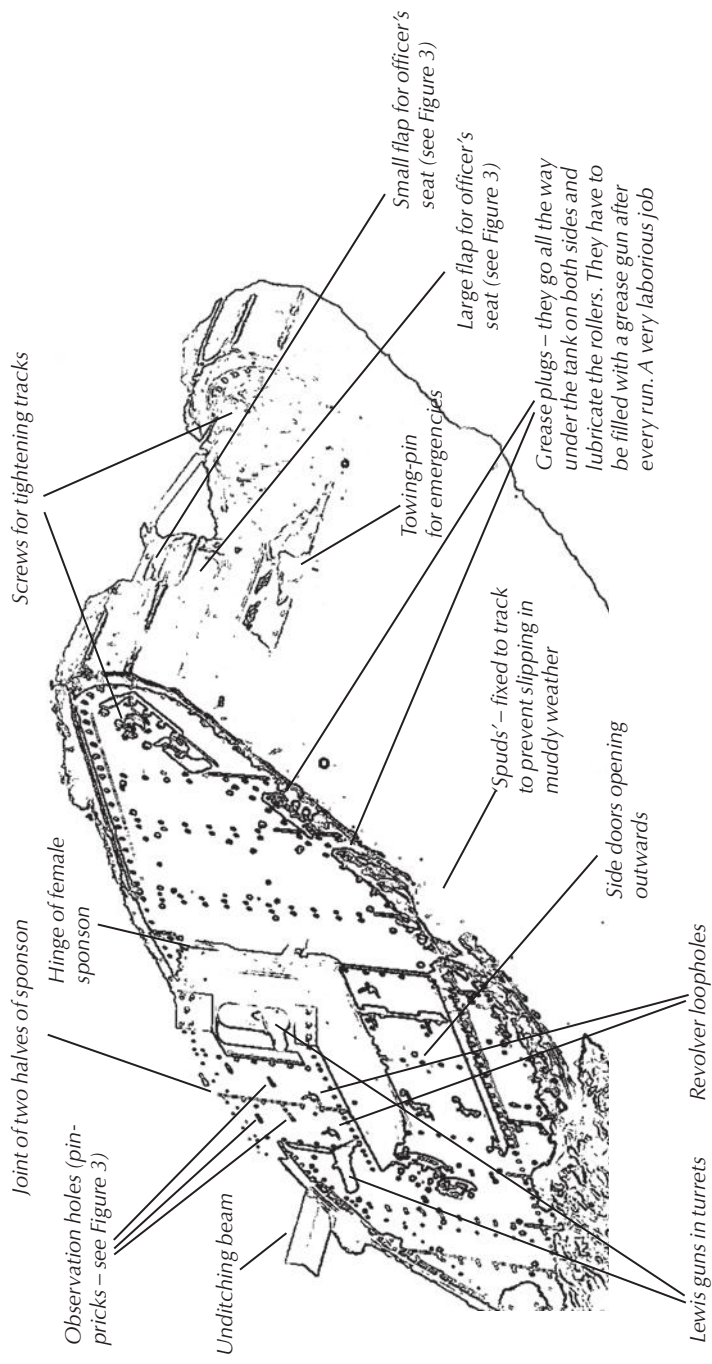 Joint of two halves of sponson
Screws for tightening tracks
Observation holes (pin-
pricks – see Figure 3)
Hinge of female
sponson
Unditching beam
Small flap for officer's
seat (see Figure 3)
Large flap for officer's
seat (see Figure 3)
Towing-pin
for emergencies
Grease plugs – they go all the way
under the tank on both sides and
lubricate the rollers. They have to
be filled with a grease gun after
every run. A very laborious job
'Spuds' – fixed to track
to prevent slipping in
muddy weather
Side doors opening
outwards
Lewis guns in turrets
Revolver loopholes